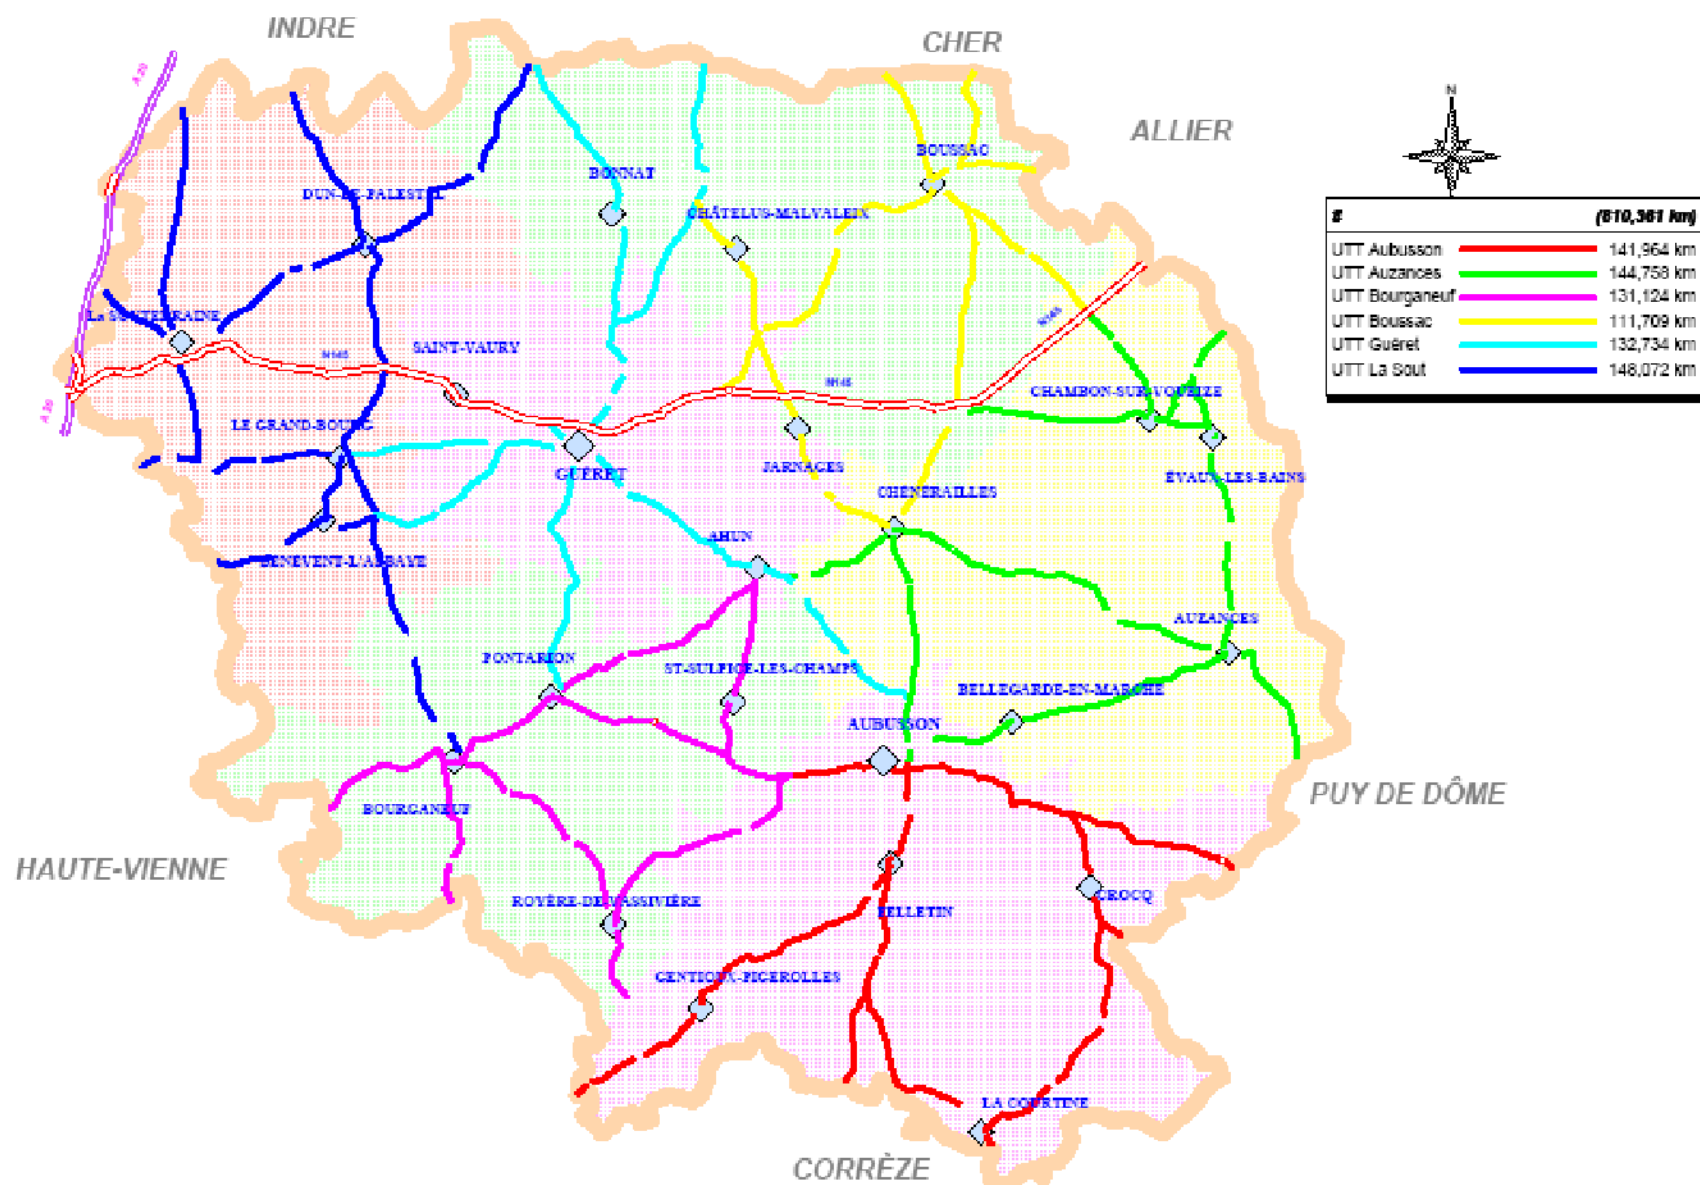 INDRE
CHER
A 20
ALLIER
N
BOUSSAC
BONNAT
DUN-LE-PALESTEL
CHÂTELUS-MALVALEIX
# (810,361 km)
UTT Aubusson 141,964 km
UTT Auzances 144,758 km
UTT Bourganeuf 131,124 km
UTT Boussac 111,709 km
UTT Guéret 132,734 km
UTT La Sout 148,072 km
La SOUTERRAINE
N145
SAINT-VAURY
N145
N145
CHAMBON-SUR-VOUEIZE
A 20
LE GRAND-BOURG
GUÉRET
JARNAGES
ÉVAUX-LES-BAINS
CHÉNÉRAILLES
AHUN
BÉNÉVENT-L'ABBAYE
AUZANCES
PONTARION
ST-SULPICE-LES-CHAMPS
BELLEGARDE-EN-MARCHE
AUBUSSON
PUY DE DÔME
BOURGANEUF
HAUTE-VIENNE
CROCQ
ROYÈRE-DE-VASSIVIÈRE
FELLETIN
GENTIOUX-PIGEROLLES
LA COURTINE
CORRÈZE